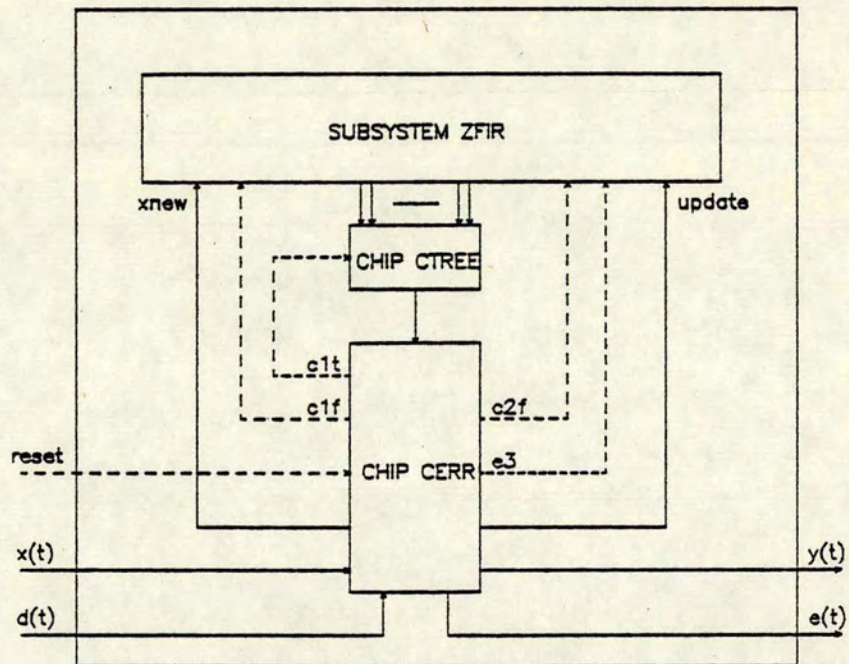 SUBSYSTEM ZFIR
xnew
update
CHIP CTREE
c1t
c1f
c2f
reset
CHIP CERR
e3
x(t)
y(t)
d(t)
e(t)